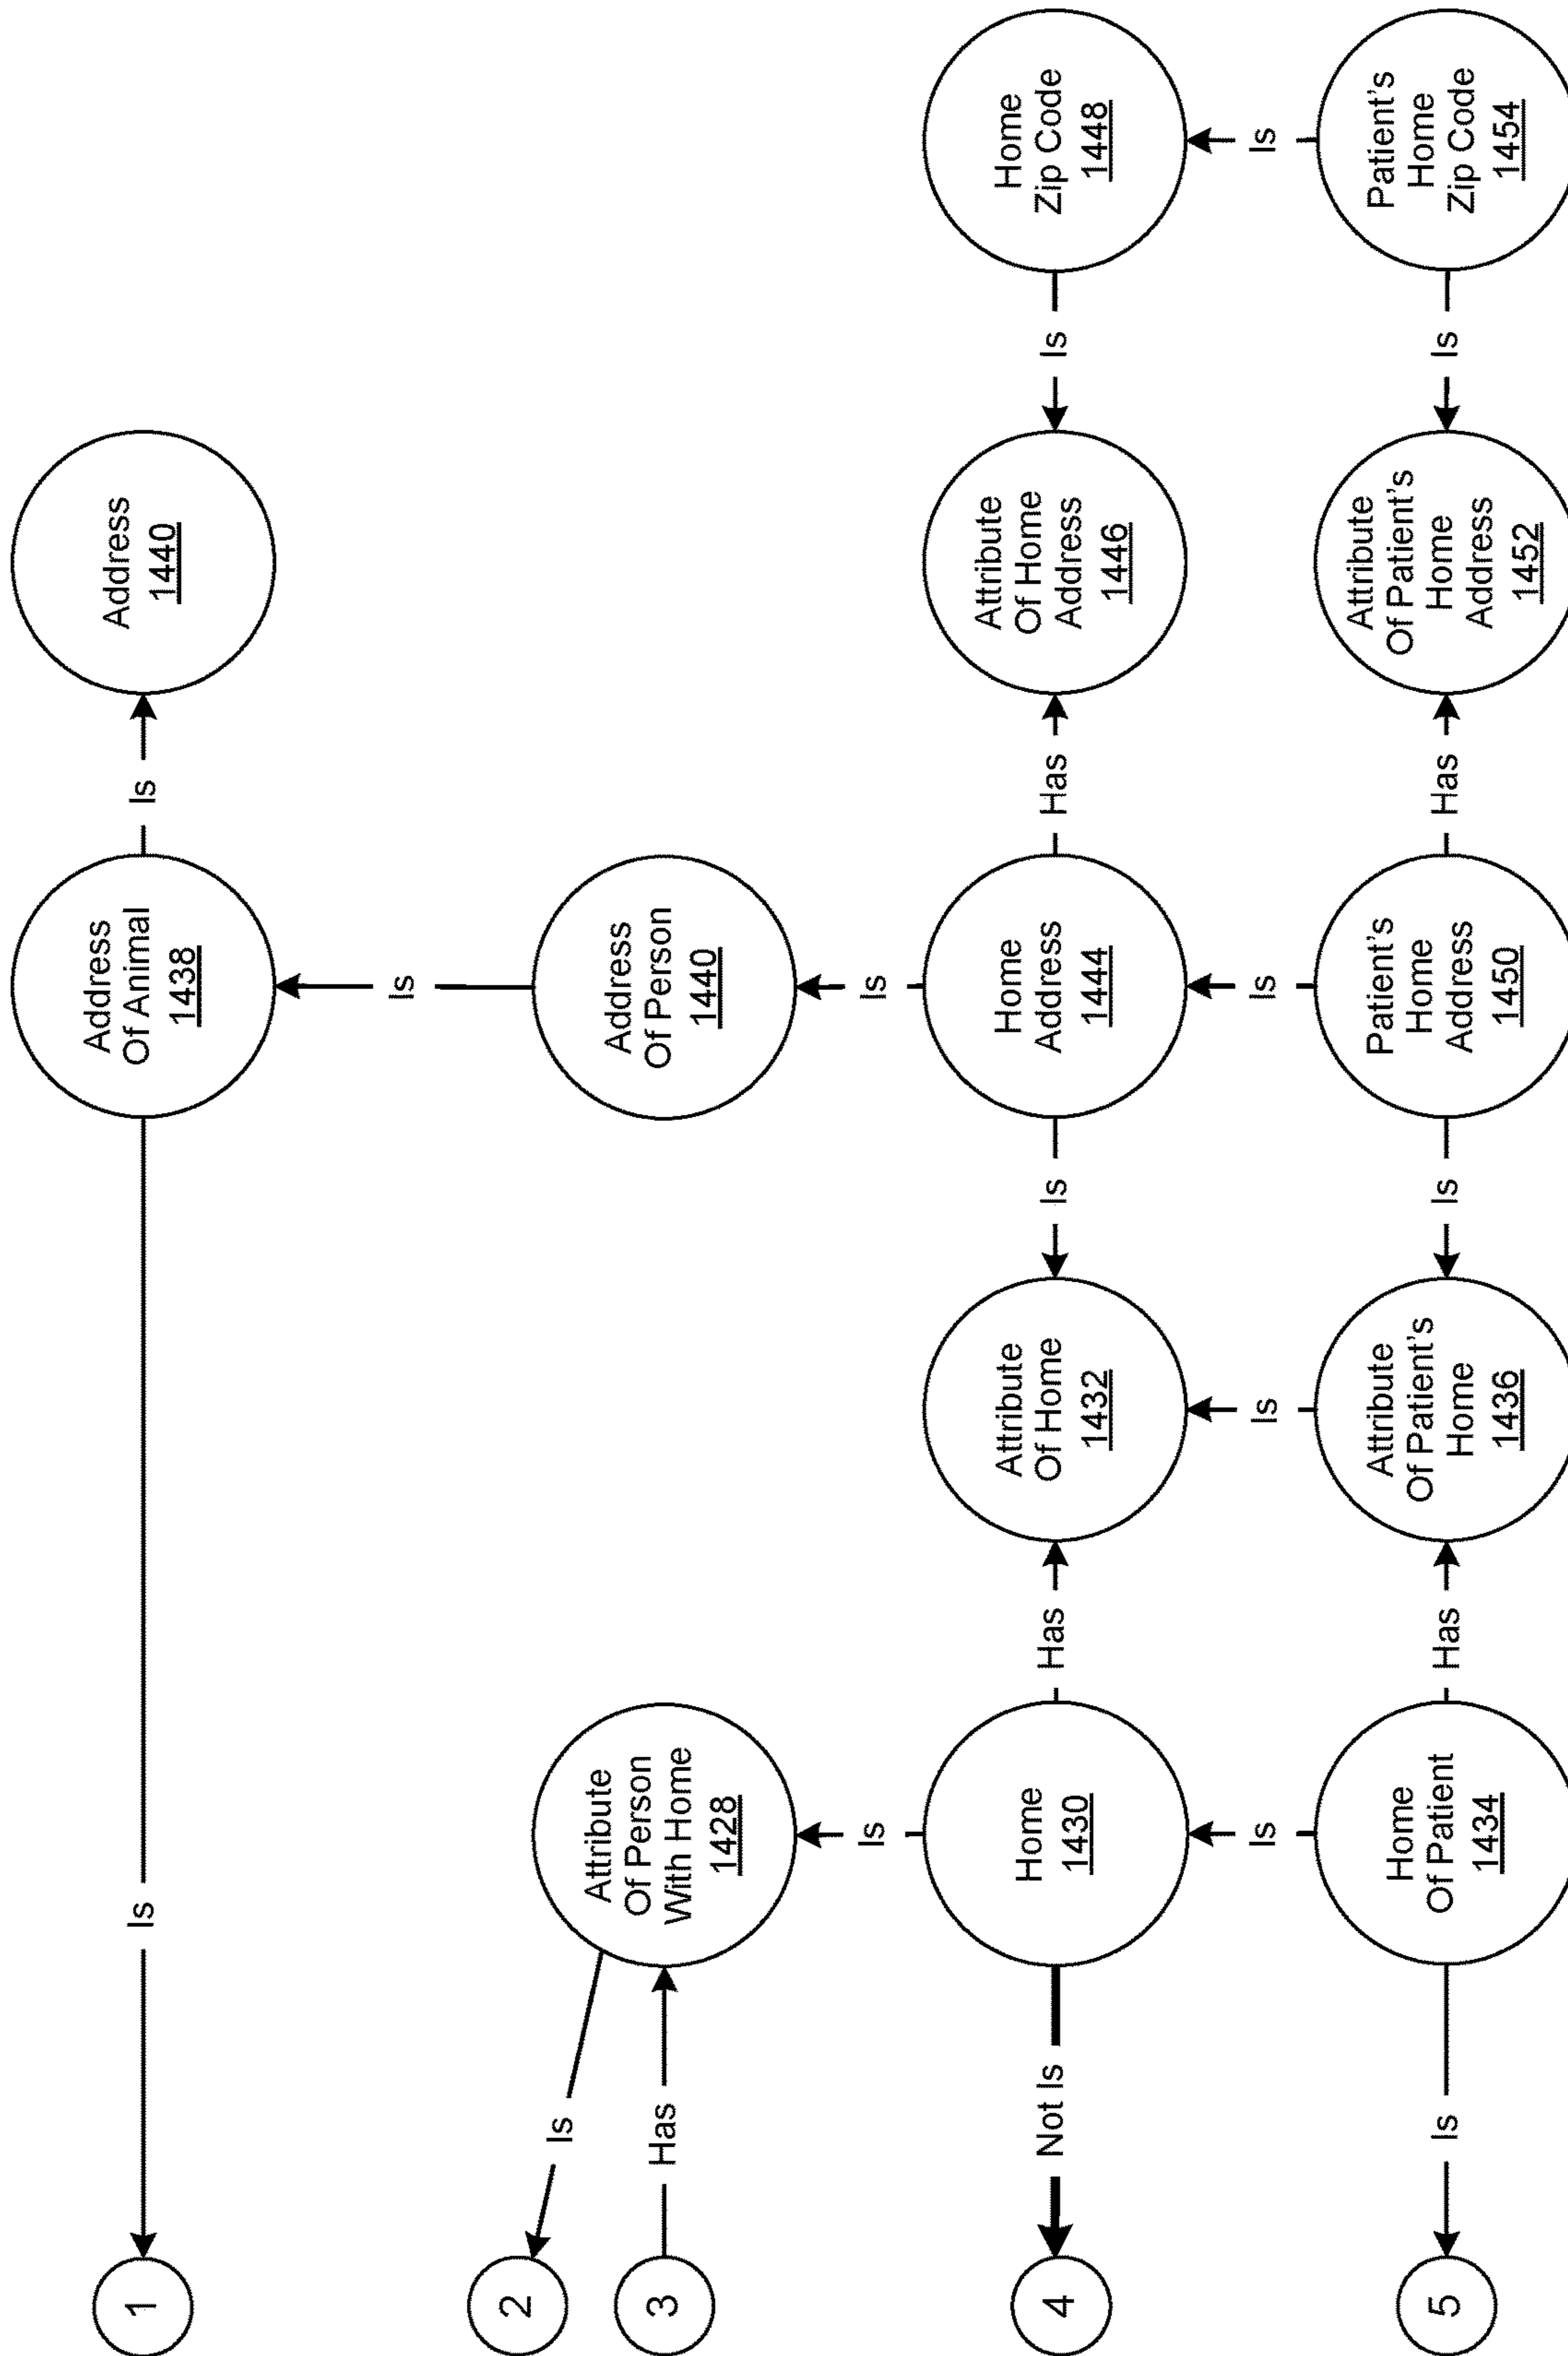 1
Is
Address
Of Animal
1438
Is
Address
1440
Is
2
Is
3
Has
Attribute
Of Person
With Home
1428
Address
Of Person
1440
Is
Is
4
Not Is
Home
1430
Has
Attribute
Of Home
1432
Is
Home
Address
1444
Has
Attribute
Of Home
Address
1446
Is
Home
Zip Code
1448
Is
Is
Is
Is
5
Is
Home
Of Patient
1434
Has
Attribute
Of Patient's
Home
1436
Is
Patient's
Home
Address
1450
Has
Attribute
Of Patient's
Home
Address
1452
Is
Patient's
Home
Zip Code
1454